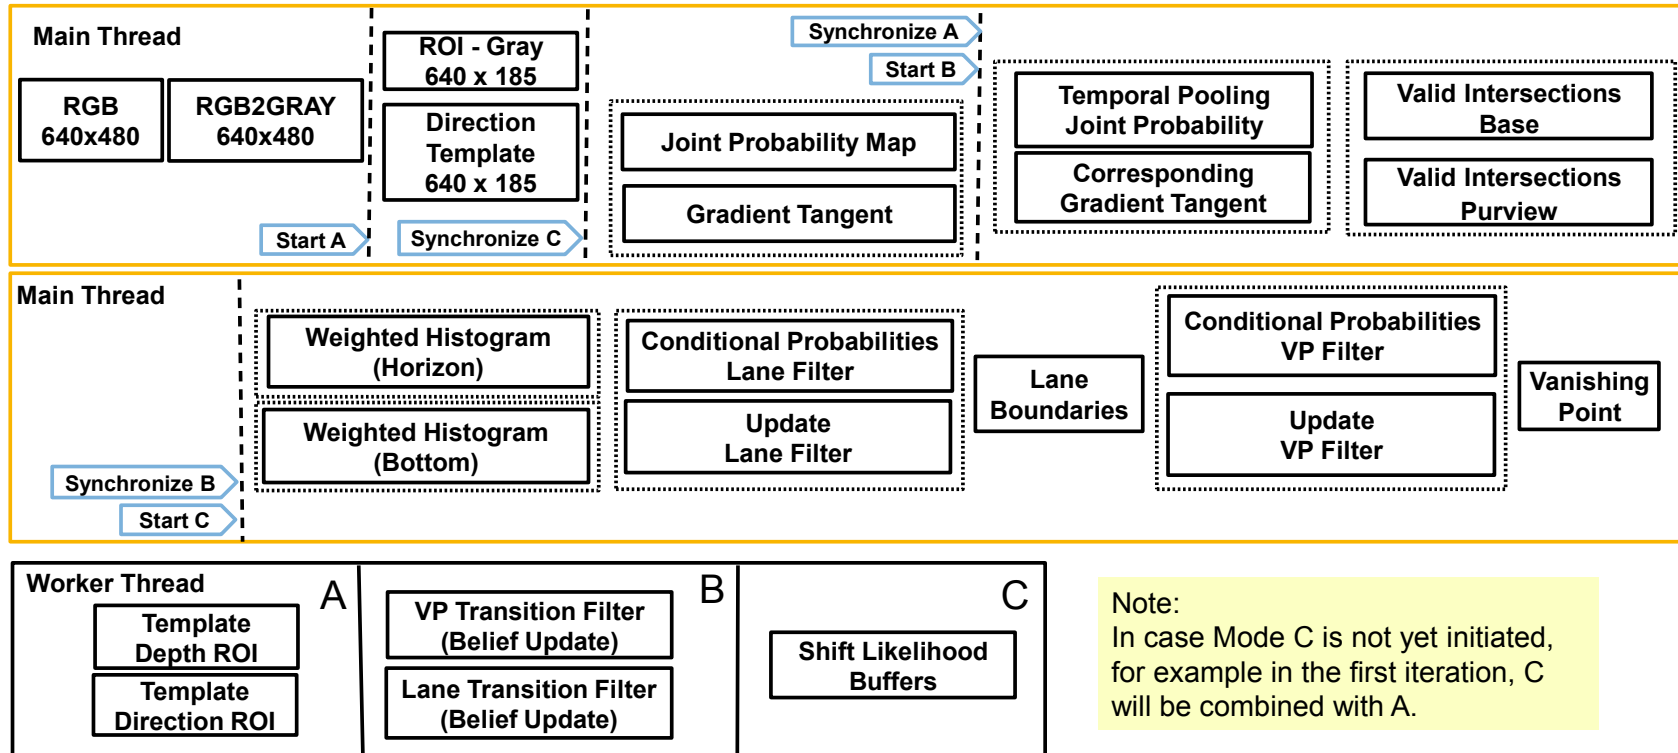 Main Thread
RGB
640x480
RGB2GRAY
640x480
Start A
ROI - Gray
640 x 185
Direction
Template
640 x 185
Synchronize C
Joint Probability Map
Gradient Tangent
Synchronize A
Start B
Temporal Pooling
Joint Probability
Corresponding
Gradient Tangent
Valid Intersections
Base
Valid Intersections
Purview
Main Thread
Synchronize B
Start C
Weighted Histogram
(Horizon)
Weighted Histogram
(Bottom)
Conditional Probabilities
Lane Filter
Update
Lane Filter
Lane
Boundaries
Conditional Probabilities
VP Filter
Update
VP Filter
Vanishing
Point
Worker Thread
A
Template
Depth ROI
Template
Direction ROI
B
VP Transition Filter
(Belief Update)
Lane Transition Filter
(Belief Update)
C
Shift Likelihood
Buffers
Note:
In case Mode C is not yet initiated,
for example in the first iteration, C
will be combined with A.